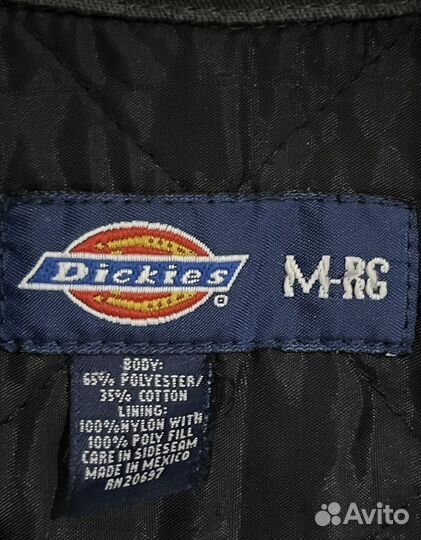 Dickies® M-RG
BODY:
65% POLYESTER/
35% COTTON
LINING:
100%NYLON WITH
100% POLY FILL
CARE IN SIDESEAM
MADE IN MEXICO
RN20697
Avito